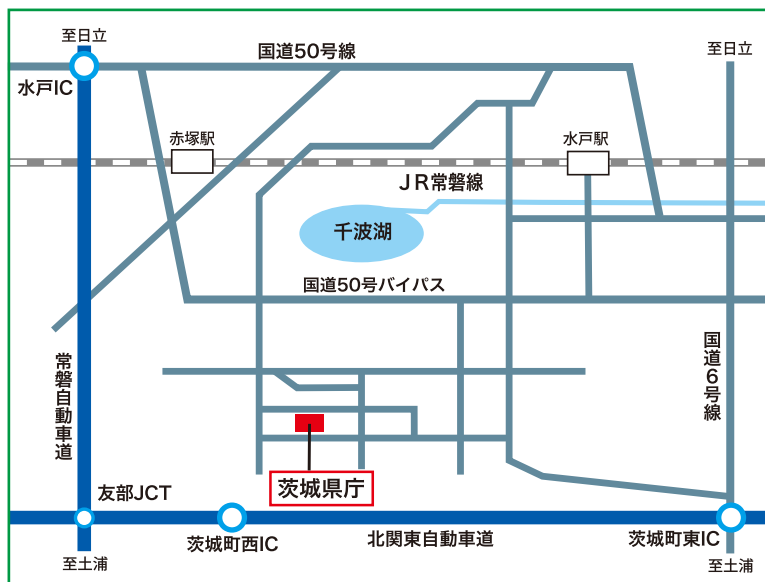 至日立
国道50号線
至日立
水戸IC
赤塚駅
水戸駅
JR常磐線
千波湖
国道50号バイパス
国道6号線
常磐自動車道
茨城県庁
友部JCT
茨城町西IC
北関東自動車道
茨城町東IC
至土浦
至土浦